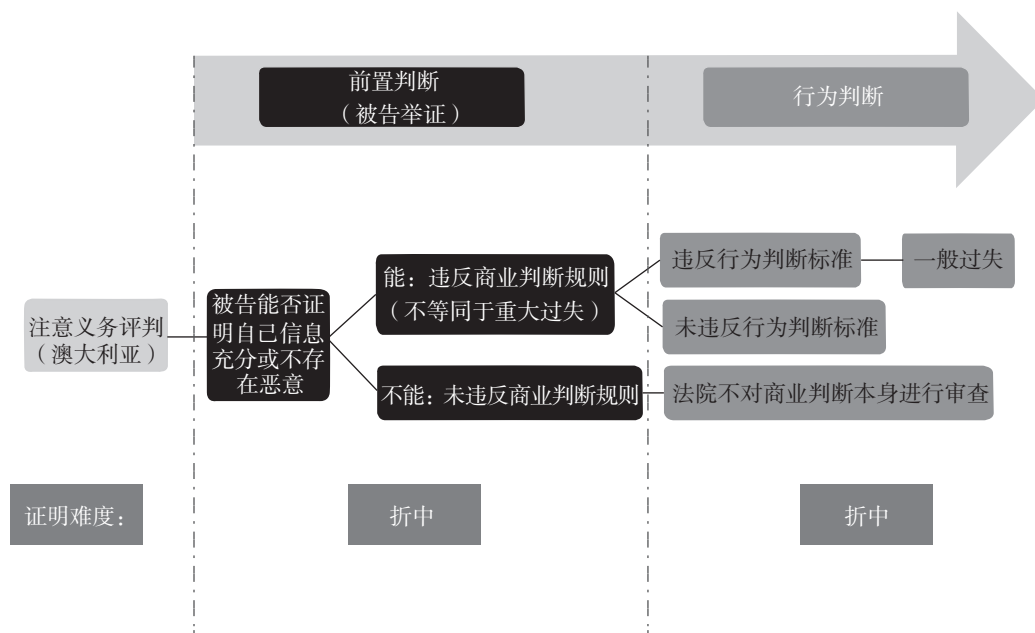 前置判断
（被告举证）
行为判断
注意义务评判
（澳大利亚）
被告能否证
明自己信息
充分或不存
在恶意
能：违反商业判断规则
（不等同于重大过失）
违反行为判断标准
一般过失
未违反行为判断标准
不能：未违反商业判断规则
法院不对商业判断本身进行审查
证明难度：
折中
折中